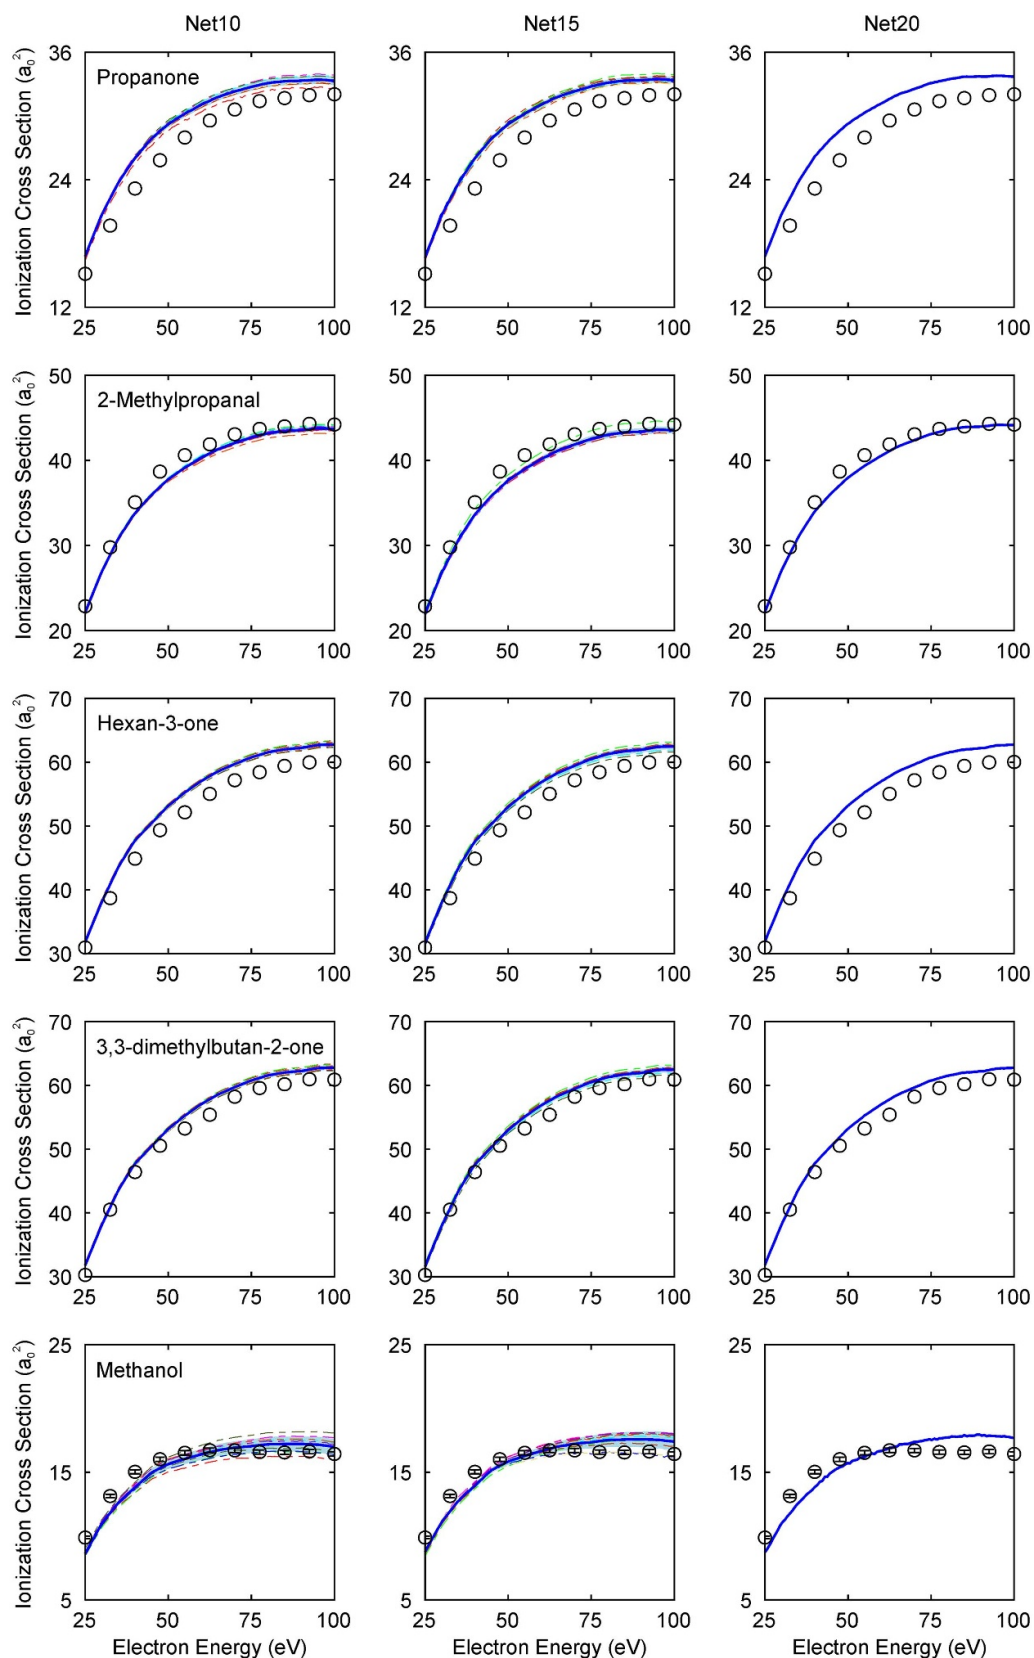 Net10 Net15 Net20
Ionization Cross Section (a₀²)
36
24
12
Propanone
25 50 75 100
36
24
12
25 50 75 100
36
24
12
25 50 75 100
Ionization Cross Section (a₀²)
50
40
30
20
2-Methylpropanal
25 50 75 100
50
40
30
20
25 50 75 100
50
40
30
20
25 50 75 100
Ionization Cross Section (a₀²)
70
60
50
40
30
Hexan-3-one
25 50 75 100
70
60
50
40
30
25 50 75 100
70
60
50
40
30
25 50 75 100
Ionization Cross Section (a₀²)
70
60
50
40
30
3,3-dimethylbutan-2-one
25 50 75 100
70
60
50
40
30
25 50 75 100
70
60
50
40
30
25 50 75 100
Ionization Cross Section (a₀²)
25
15
5
Methanol
25 50 75 100
Electron Energy (eV)
25
15
5
25 50 75 100
Electron Energy (eV)
25
15
5
25 50 75 100
Electron Energy (eV)